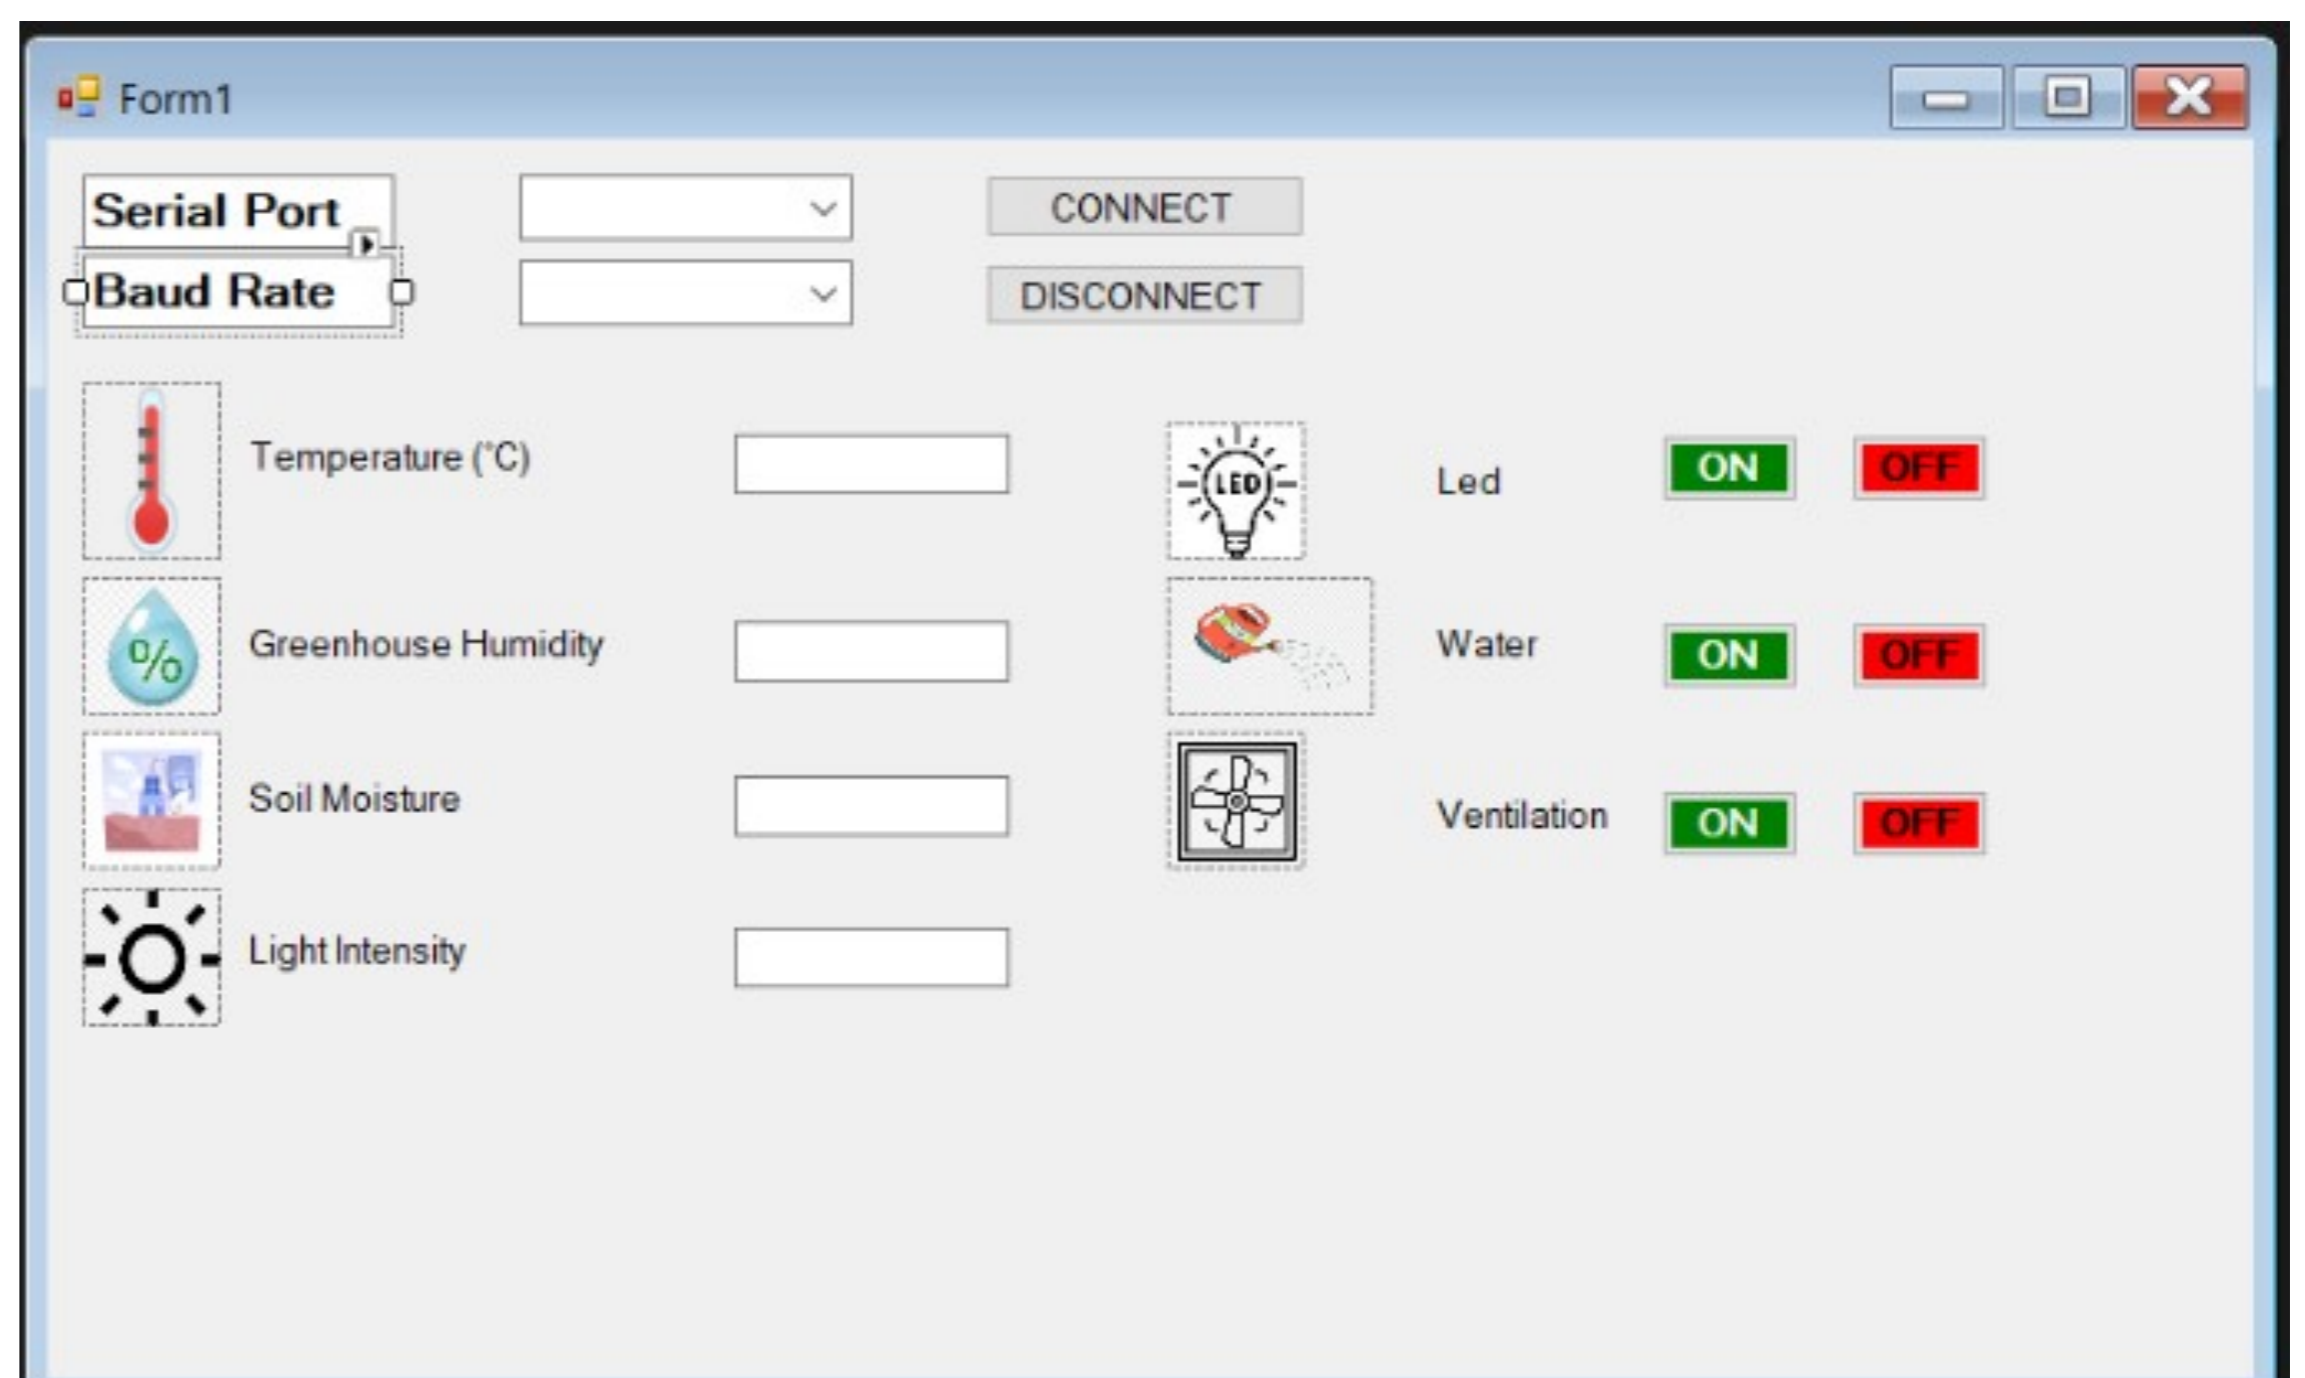 Form1
Serial Port
CONNECT
Baud Rate
DISCONNECT
Temperature (°C)
LED
Led
ON
OFF
%
Greenhouse Humidity
Water
ON
OFF
Soil Moisture
Ventilation
ON
OFF
Light Intensity